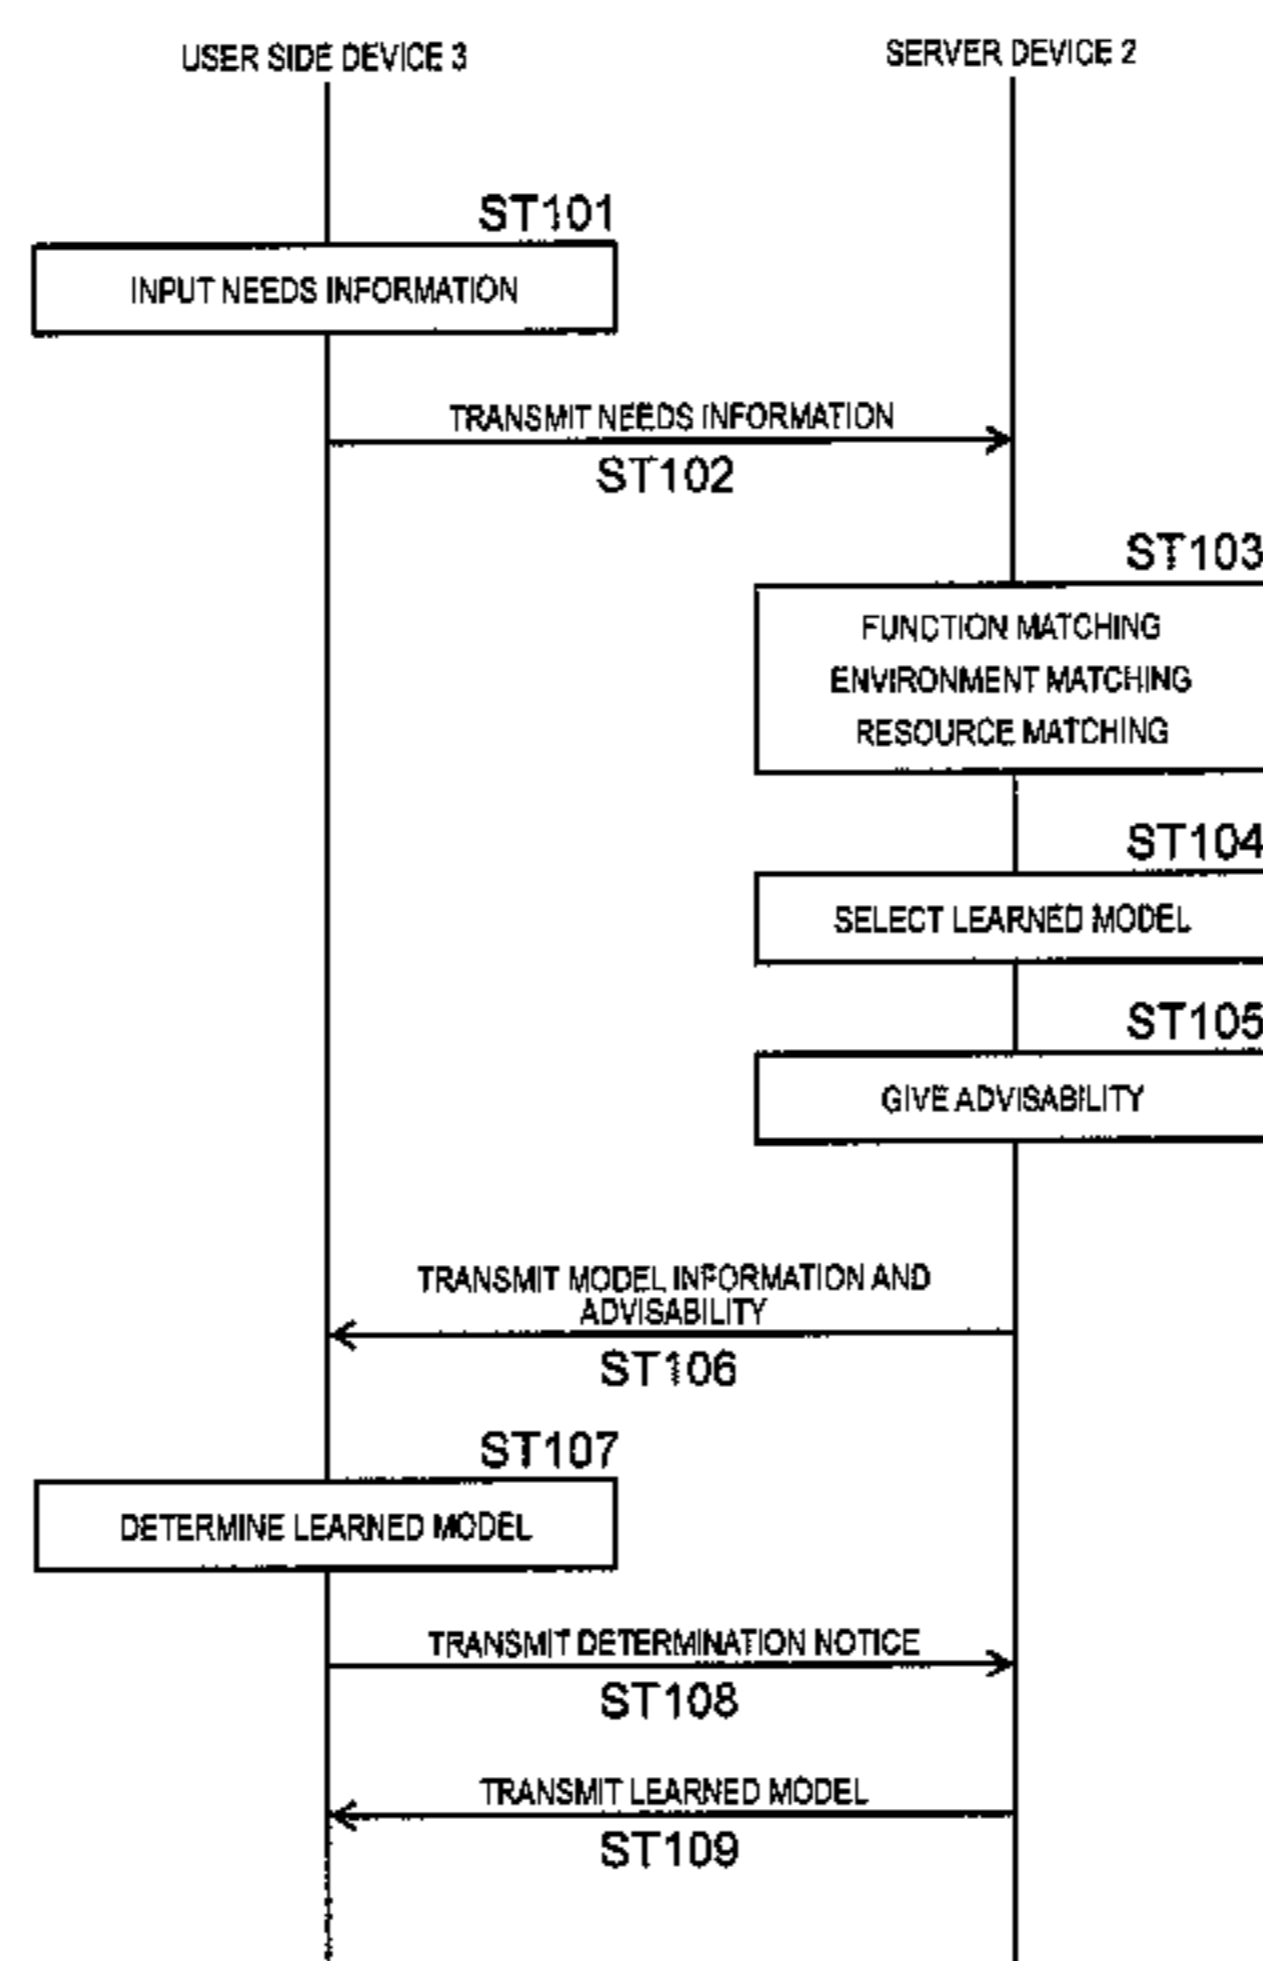 USER SIDE DEVICE 3
SERVER DEVICE 2
ST101
INPUT NEEDS INFORMATION
TRANSMIT NEEDS INFORMATION
ST102
ST103
FUNCTION MATCHING
ENVIRONMENT MATCHING
RESOURCE MATCHING
ST104
SELECT LEARNED MODEL
ST105
GIVE ADVISABILITY
TRANSMIT MODEL INFORMATION AND
ADVISABILITY
ST106
ST107
DETERMINE LEARNED MODEL
TRANSMIT DETERMINATION NOTICE
ST108
TRANSMIT LEARNED MODEL
ST109